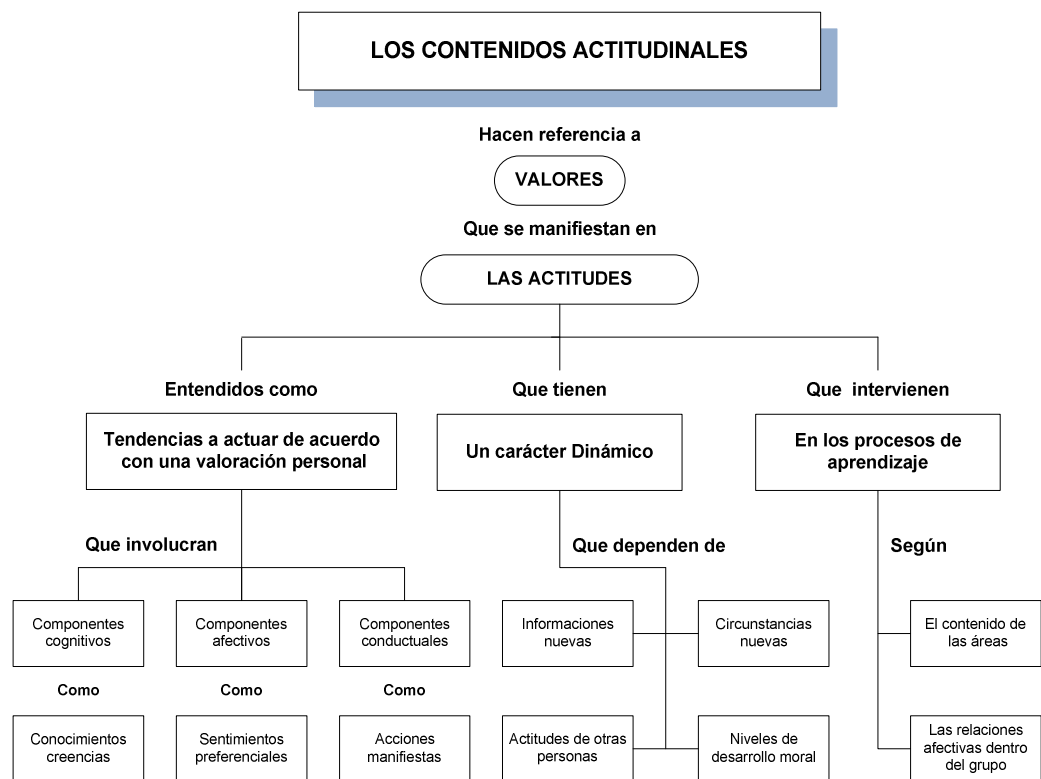 LOS CONTENIDOS ACTITUDINALES
Hacen referencia a
VALORES
Que se manifiestan en
LAS ACTITUDES
Entendidos como
Tendencias a actuar de acuerdo
con una valoración personal
Que involucran
Componentes
cognitivos
Componentes
afectivos
Componentes
conductuales
Como
Como
Como
Conocimientos
creencias
Sentimientos
preferenciales
Acciones
manifiestas
Que tienen
Un carácter Dinámico
Que dependen de
Informaciones
nuevas
Circunstancias
nuevas
Actitudes de otras
personas
Niveles de
desarrollo moral
Que intervienen
En los procesos de
aprendizaje
Según
El contenido de
las áreas
Las relaciones
afectivas dentro
del grupo